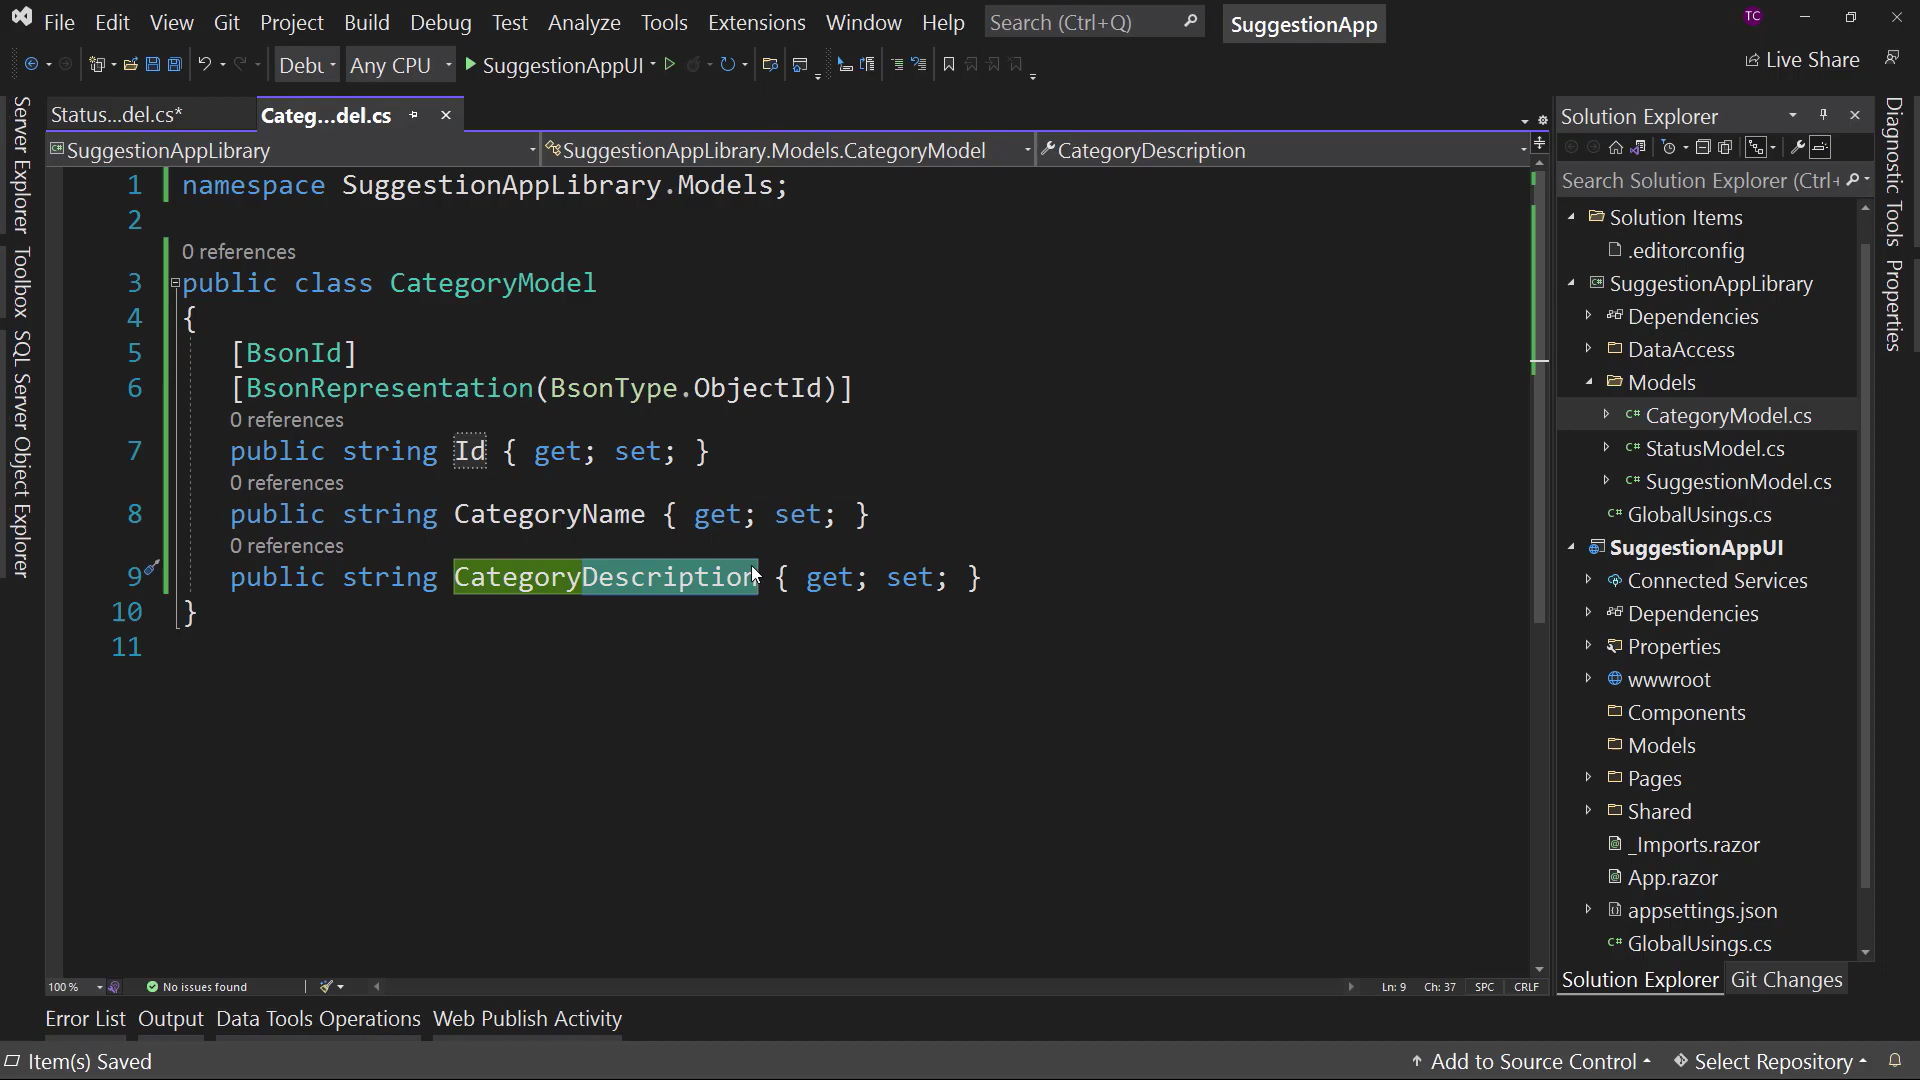 File Edit View Git Project Build Debug Test Analyze Tools Extensions Window Help Search (Ctrl+Q) SuggestionApp TC
Debu Any CPU SuggestionAppUI Live Share
Server Explorer
Toolbox
SQL Server Object Explorer
Status...del.cs* Categ...del.cs
SuggestionAppLibrary SuggestionAppLibrary.Models.CategoryModel CategoryDescription
1 namespace SuggestionAppLibrary.Models;
2
0 references
3 public class CategoryModel
4 {
5 [BsonId]
6 [BsonRepresentation(BsonType.ObjectId)]
0 references
7 public string Id { get; set; }
0 references
8 public string CategoryName { get; set; }
0 references
9 public string CategoryDescription { get; set; }
10 }
11
100 % No issues found Ln: 9 Ch: 37 SPC CRLF
Solution Explorer
Search Solution Explorer (Ctrl+
Solution Items
.editorconfig
SuggestionAppLibrary
Dependencies
DataAccess
Models
C# CategoryModel.cs
C# StatusModel.cs
C# SuggestionModel.cs
C# GlobalUsings.cs
SuggestionAppUI
Connected Services
Dependencies
Properties
wwwroot
Components
Models
Pages
Shared
_Imports.razor
App.razor
appsettings.json
C# GlobalUsings.cs
Solution Explorer Git Changes
Diagnostic Tools
Properties
Error List Output Data Tools Operations Web Publish Activity
Item(s) Saved Add to Source Control Select Repository